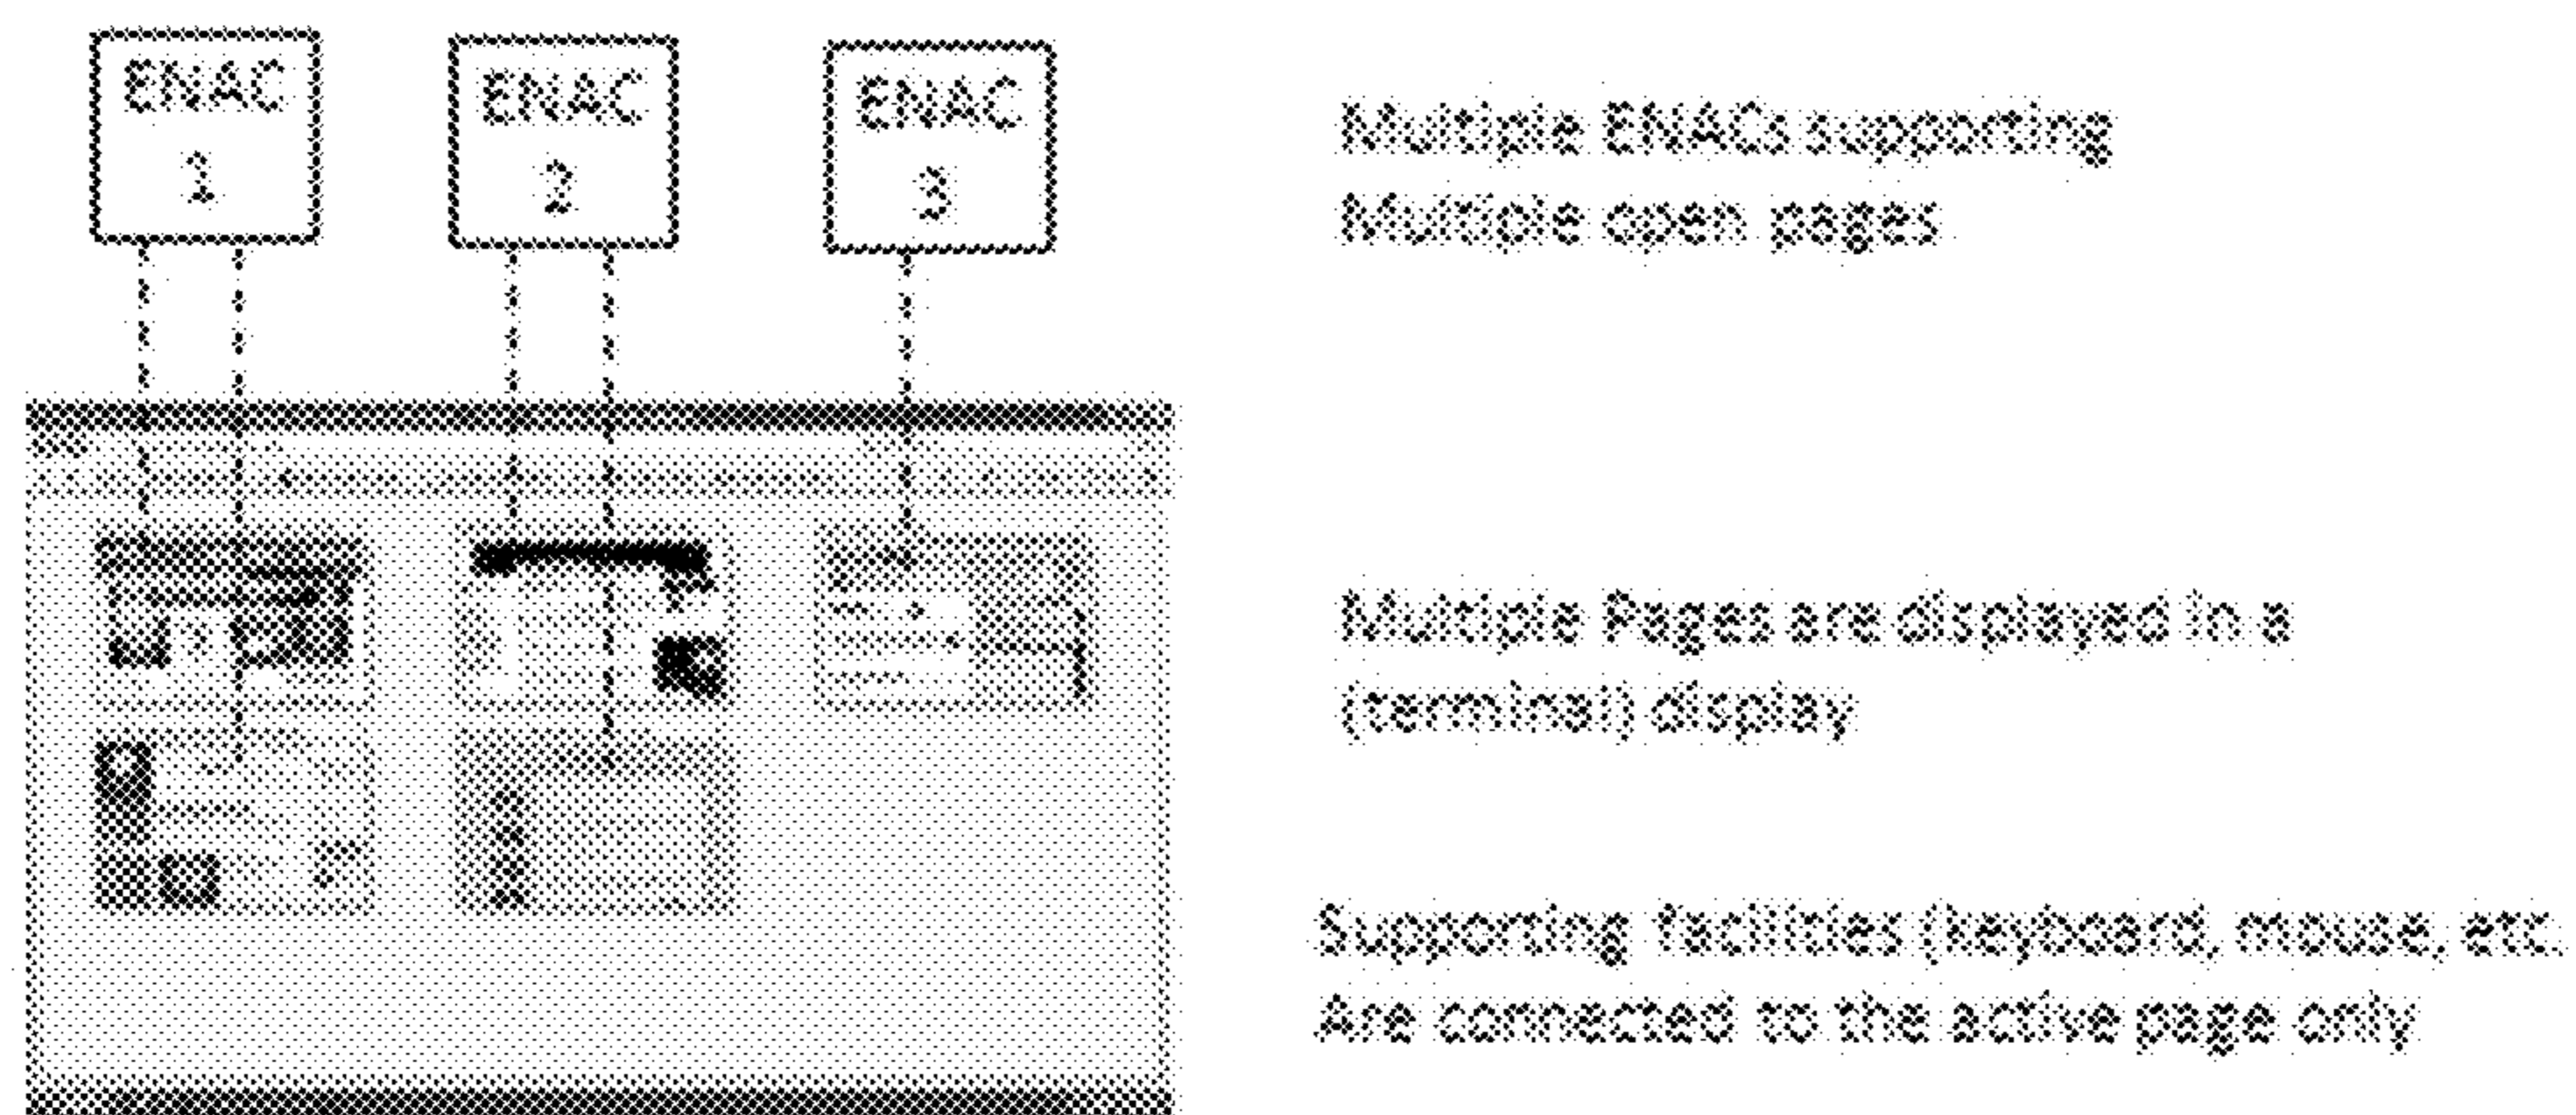 ENAC
1
ENAC
2
ENAC
3
Multiple ENACs supporting
Multiple open pages
Multiple Pages are displayed in a
(terminal) display
Supporting facilities (keyboard, mouse, etc.
Are connected to the active page only